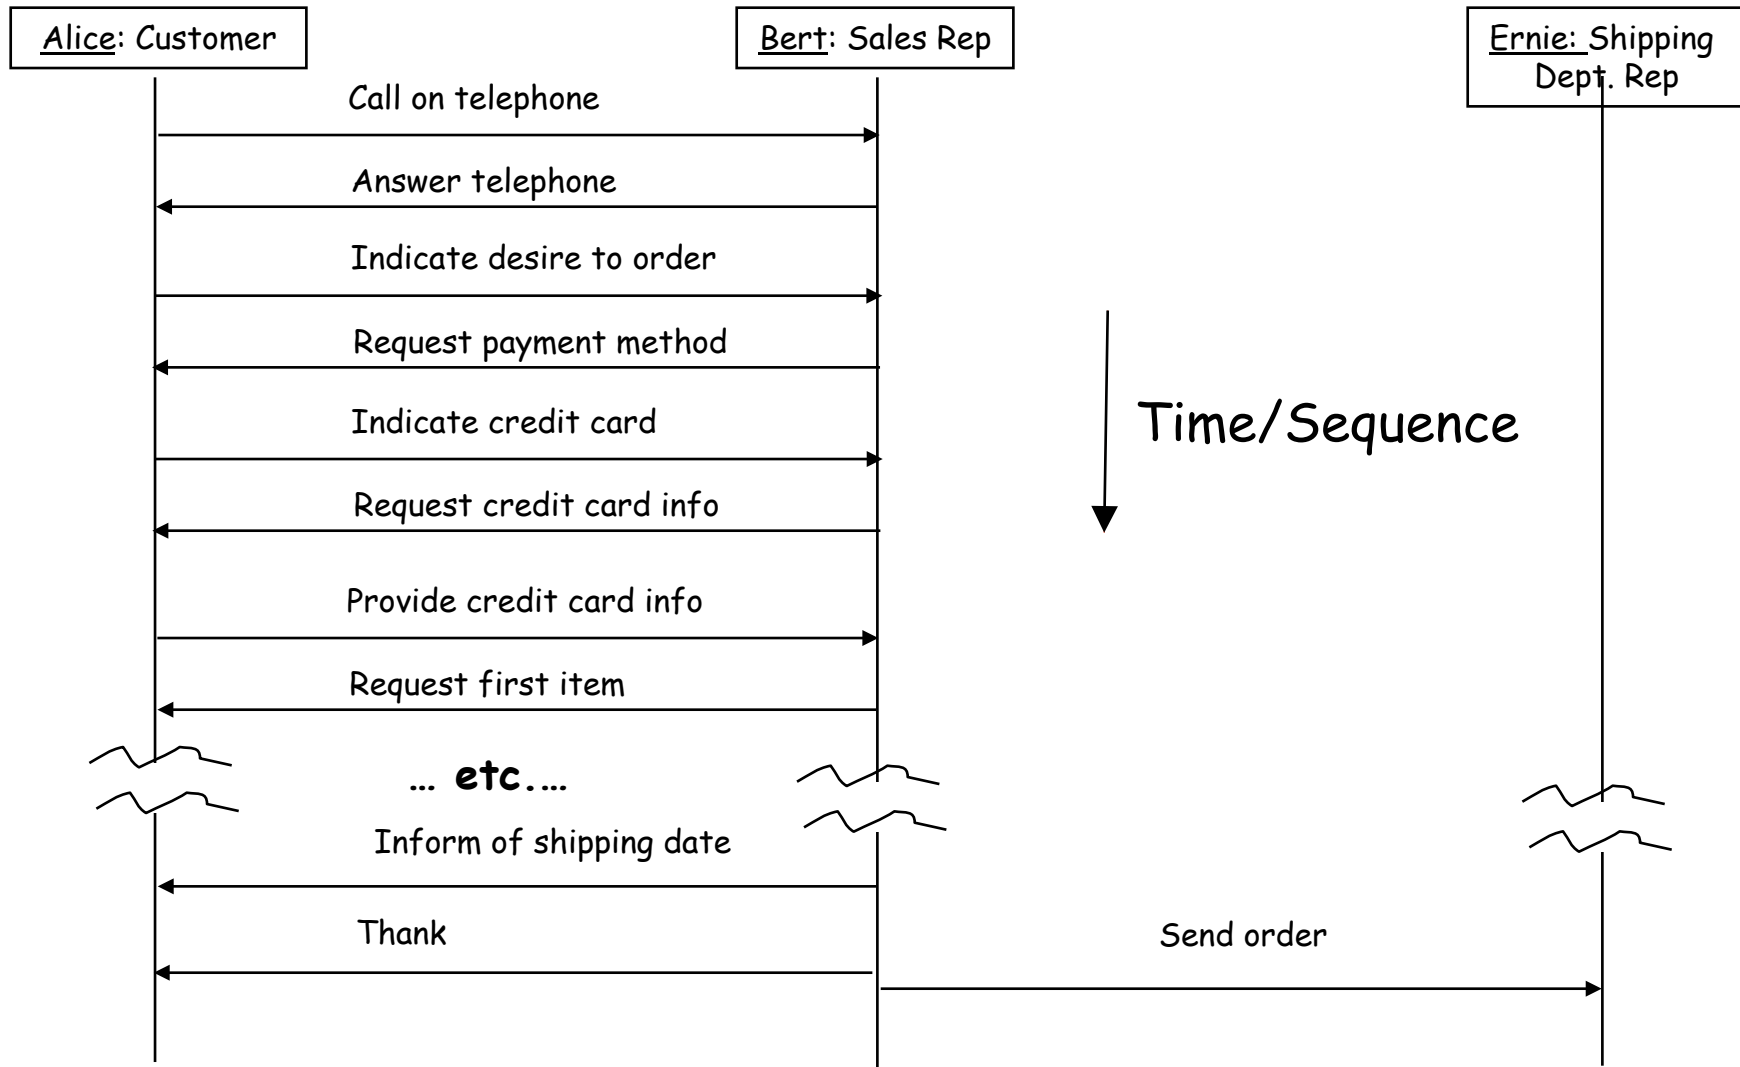 Alice: Customer
Bert: Sales Rep
Ernie: Shipping
Dept. Rep
Call on telephone
Answer telephone
Indicate desire to order
Request payment method
Indicate credit card
Time/Sequence
Request credit card info
Provide credit card info
Request first item
… etc.…
Inform of shipping date
Thank
Send order